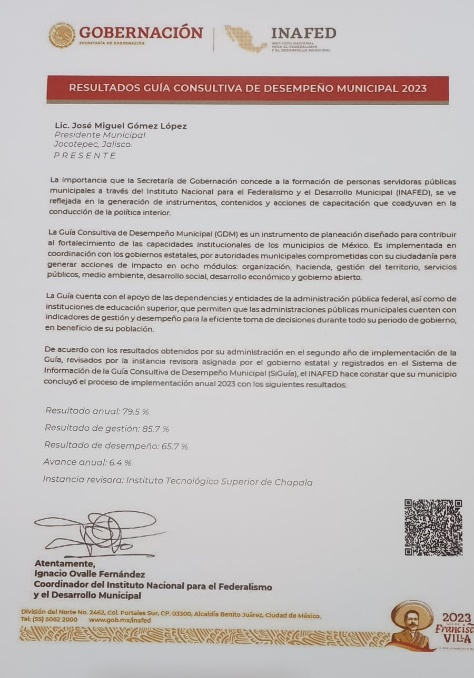 GOBERNACIÓN
SECRETARÍA DE GOBERNACIÓN
INAFED
INSTITUTO NACIONAL
PARA EL FEDERALISMO
Y EL DESARROLLO MUNICIPAL
RESULTADOS GUÍA CONSULTIVA DE DESEMPEÑO MUNICIPAL 2023
Lic. José Miguel Gómez López
Presidente Municipal
Jocotepec, Jalisco.
P R E S E N T E
La importancia que la Secretaría de Gobernación concede a la formación de personas servidoras públicas
municipales a través del Instituto Nacional para el Federalismo y el Desarrollo Municipal (INAFED), se ve
reflejada en la generación de instrumentos, contenidos y acciones de capacitación que coadyuvan en la
conducción de la política interior.
La Guía Consultiva de Desempeño Municipal (GDM) es un instrumento de planeación diseñado para contribuir
al fortalecimiento de las capacidades institucionales de los municipios de México. Es implementada en
coordinación con los gobiernos estatales, por autoridades municipales comprometidas con su ciudadanía para
generar acciones de impacto en ocho módulos: organización, hacienda, gestión del territorio, servicios
públicos, medio ambiente, desarrollo social, desarrollo económico y gobierno abierto.
La Guía cuenta con el apoyo de las dependencias y entidades de la administración pública federal, así como de
instituciones de educación superior, que permiten que las administraciones públicas municipales cuenten con
indicadores de gestión y desempeño para la eficiente toma de decisiones durante todo su periodo de gobierno,
en beneficio de su población.
De acuerdo con los resultados obtenidos por su administración en el segundo año de implementación de la
Guía, revisados por la instancia revisora asignada por el gobierno estatal y registrados en el Sistema de
Información de la Guía Consultiva de Desempeño Municipal (SiGuía), el INAFED hace constar que su municipio
concluyó el proceso de implementación anual 2023 con los siguientes resultados:
Resultado anual: 79.5 %
Resultado de gestión: 85.7 %
Resultado de desempeño: 65.7 %
Avance anual: 6.4 %
Instancia revisora: Instituto Tecnológico Superior de Chapala
Atentamente,
Ignacio Ovalle Fernández
Coordinador del Instituto Nacional para el Federalismo
y el Desarrollo Municipal
División del Norte No. 2462, Col. Portales Sur, CP. 03300, Alcaldía Benito Juárez, Ciudad de México.
Tel: (55) 5062 2000 www.gob.mx/inafed
2023
Francisco
VILLA